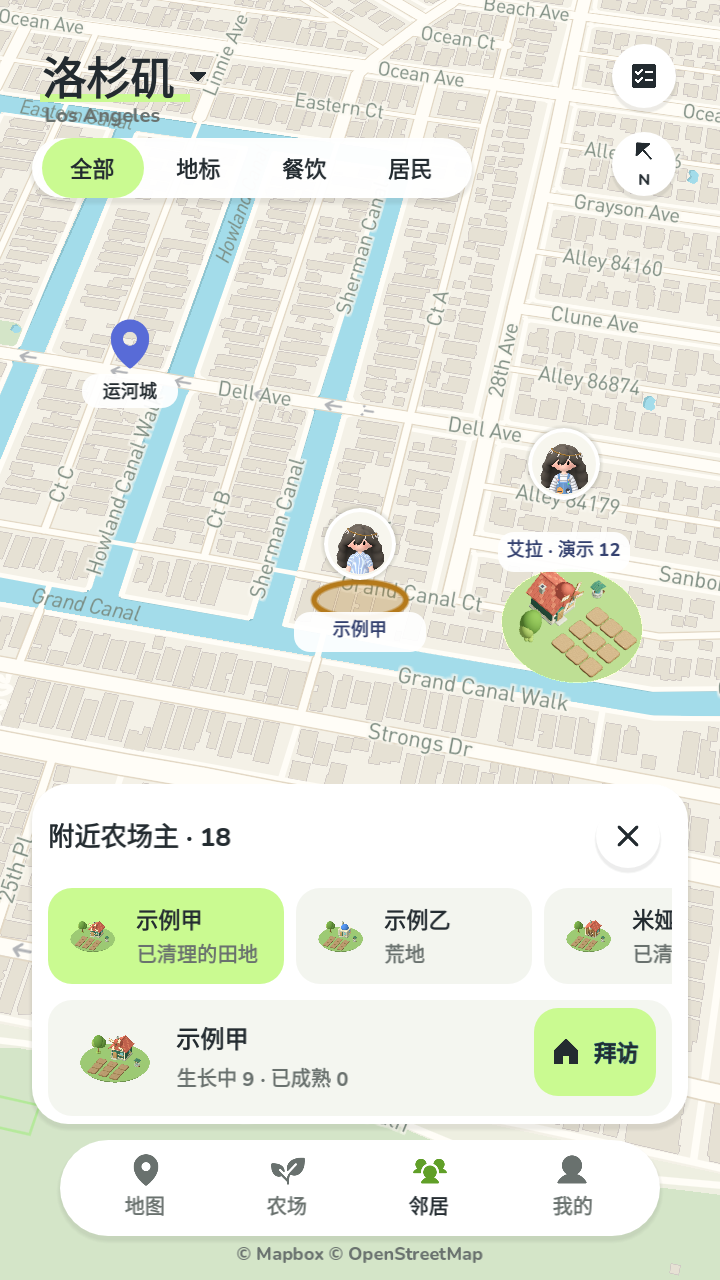 Beach Ave
Ocean Ave
Linnie Ave
Ocean Ct
Ocean Ave
洛杉矶
Los Angeles
Eastern Canal
Eastern Ct
全部
地标
餐饮
居民
N
Grayson Ave
Howland
Sherman Canal
Alley 84160
Ct A
Clune Ave
28th Ave
Alley 86874
运河城
Dell Ave
Dell Ave
Howland Canal Walk
Ct C
Ct B
Sherman Canal
Alley 84179
艾拉 · 演示 12
Grand Canal
Grand Canal Ct
示例甲
Grand Canal Walk
Strongs Dr
25th Pl
附近农场主 · 18
示例甲
已清理的田地
示例乙
荒地
米娅
已清
示例甲
生长中 9 · 已成熟 0
拜访
地图
农场
邻居
我的
© Mapbox © OpenStreetMap